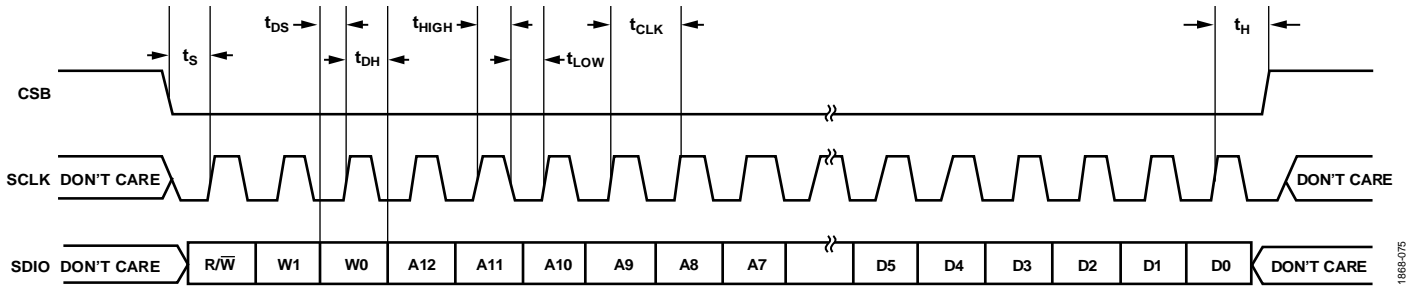 tDS tHIGH tCLK tH
tS tDH tLOW
CSB
SCLK DON'T CARE DON'T CARE
SDIO DON'T CARE R/W̅ W1 W0 A12 A11 A10 A9 A8 A7 D5 D4 D3 D2 D1 D0 DON'T CARE
1868-075